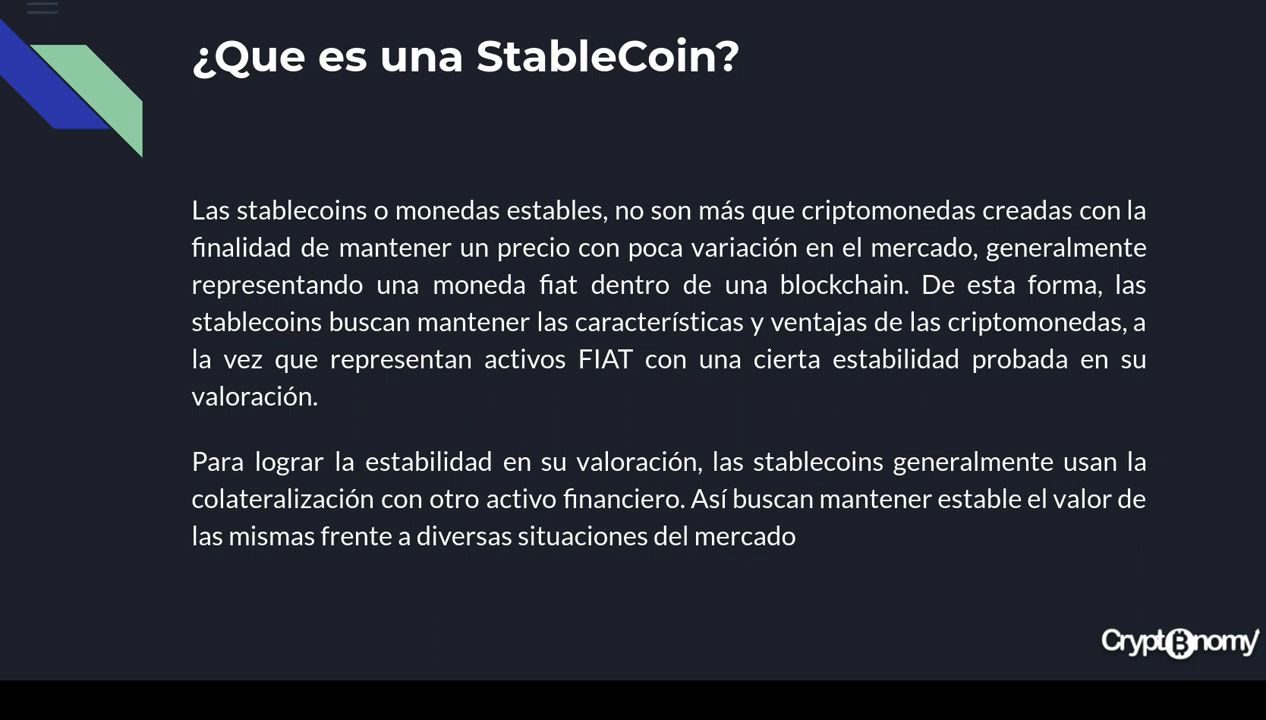 ¿Que es una StableCoin?
Las stablecoins o monedas estables, no son más que criptomonedas creadas con la
finalidad de mantener un precio con poca variación en el mercado, generalmente
representando una moneda fiat dentro de una blockchain. De esta forma, las
stablecoins buscan mantener las características y ventajas de las criptomonedas, a
la vez que representan activos FIAT con una cierta estabilidad probada en su
valoración.
Para lograr la estabilidad en su valoración, las stablecoins generalmente usan la
colateralización con otro activo financiero. Así buscan mantener estable el valor de
las mismas frente a diversas situaciones del mercado
Cryptonomy